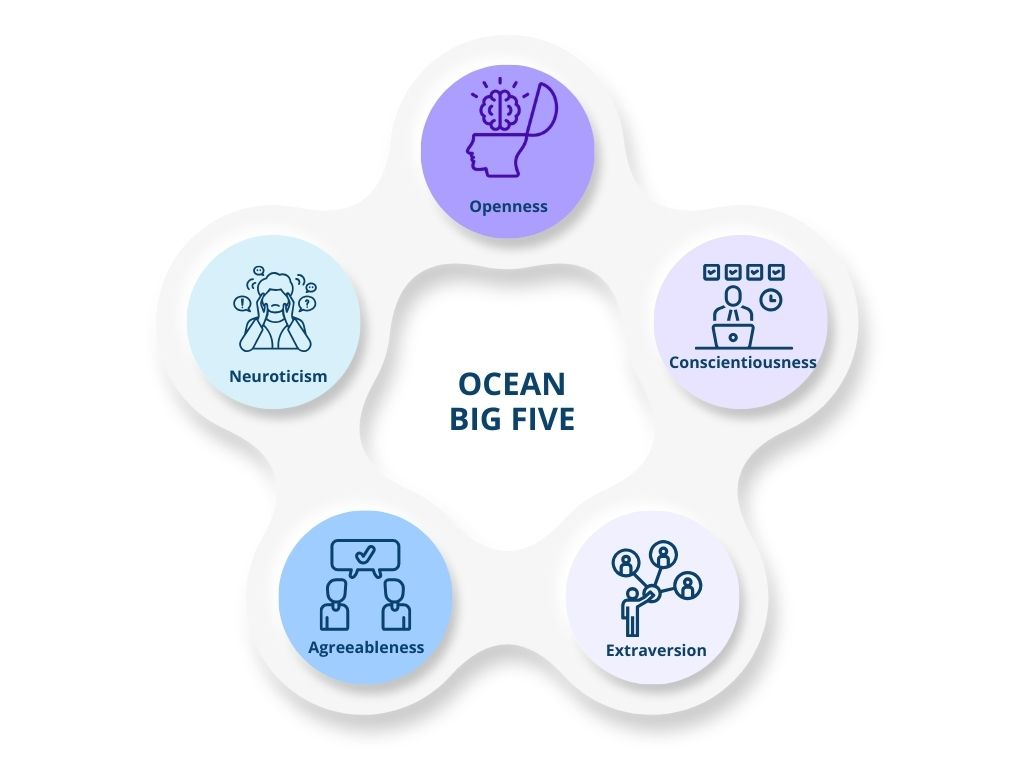 Openness
Neuroticism
Conscientiousness
OCEAN
BIG FIVE
Agreeableness
Extraversion